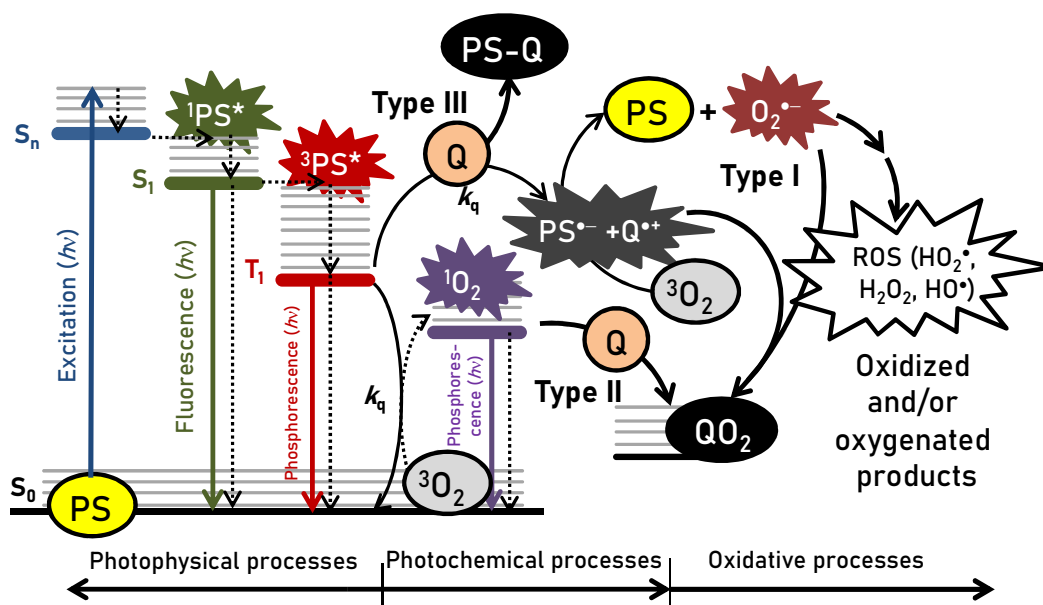 PS-Q
Type III
¹PS*
PS + O₂•−
Sₙ
³PS*
Q
k_q
Type I
S₁
PS•− +Q•+
ROS (HO₂•,
H₂O₂, HO•)
T₁
¹O₂
³O₂
Excitation (hν)
Fluorescence (hν)
Phosphorescence (hν)
k_q
Phosphores-
cence (hν)
Q
Type II
QO₂
Oxidized
and/or
oxygenated
products
S₀
PS
³O₂
Photophysical processes
Photochemical processes
Oxidative processes